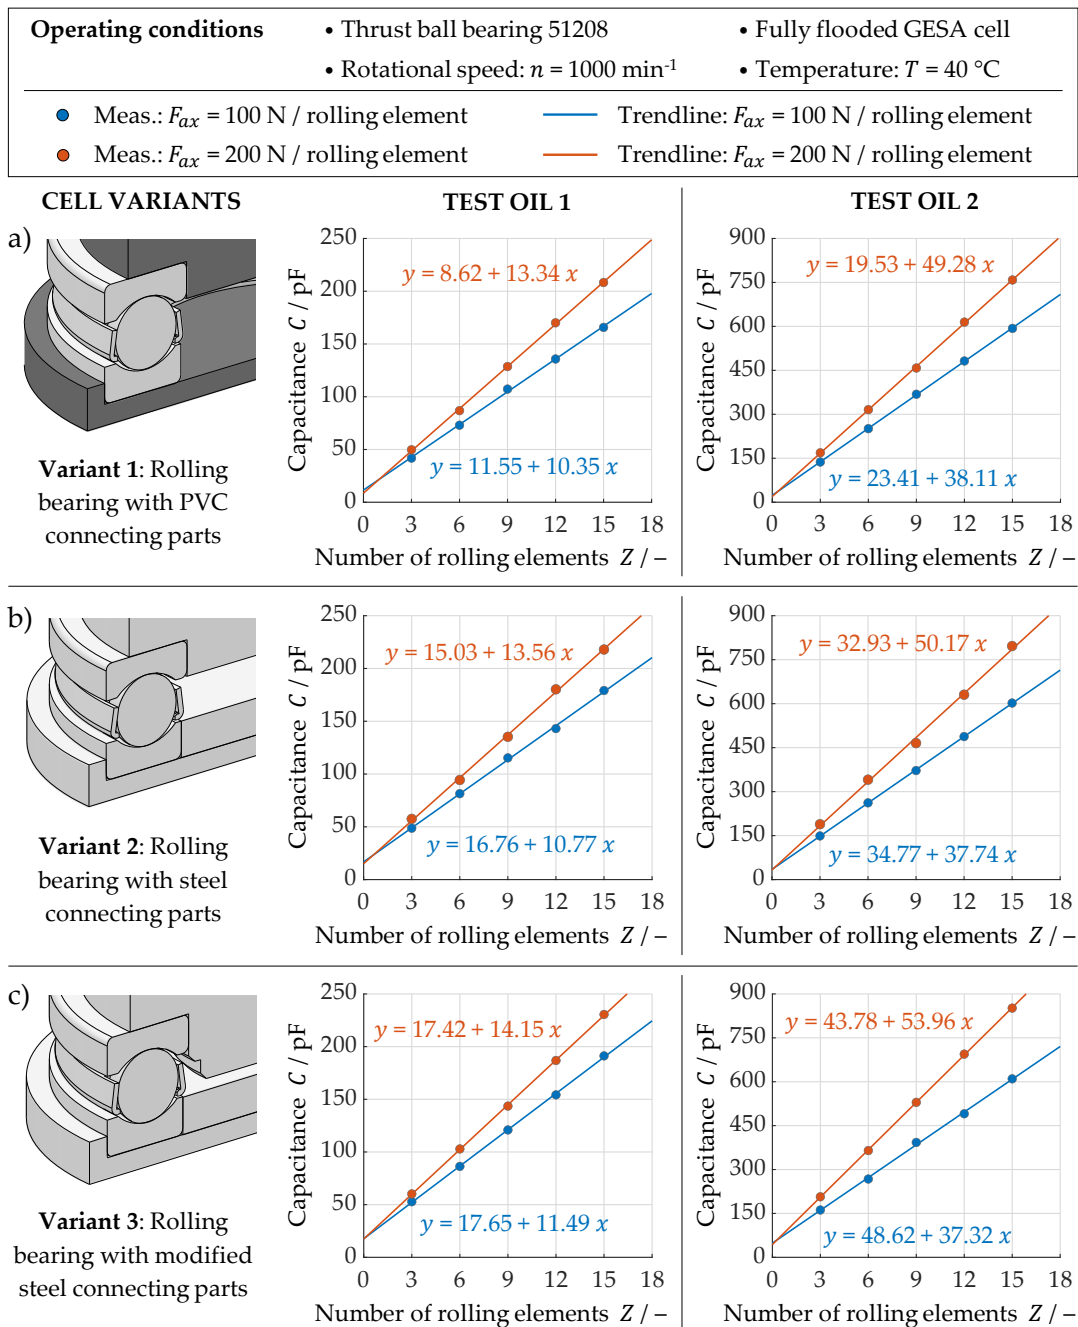 Operating conditions
• Thrust ball bearing 51208
• Fully flooded GESA cell
• Rotational speed: n = 1000 min⁻¹
• Temperature: T = 40 °C
Meas.: Fₐₓ = 100 N / rolling element
Trendline: Fₐₓ = 100 N / rolling element
Meas.: Fₐₓ = 200 N / rolling element
Trendline: Fₐₓ = 200 N / rolling element
CELL VARIANTS
TEST OIL 1
TEST OIL 2
a)
Variant 1: Rolling
bearing with PVC
connecting parts
Capacitance C / pF
250
200
150
100
50
0
y = 8.62 + 13.34 x
y = 11.55 + 10.35 x
0 3 6 9 12 15 18
Number of rolling elements Z / –
Capacitance C / pF
900
750
600
450
300
150
0
y = 19.53 + 49.28 x
y = 23.41 + 38.11 x
0 3 6 9 12 15 18
Number of rolling elements Z / –
b)
Variant 2: Rolling
bearing with steel
connecting parts
Capacitance C / pF
250
200
150
100
50
0
y = 15.03 + 13.56 x
y = 16.76 + 10.77 x
0 3 6 9 12 15 18
Number of rolling elements Z / –
Capacitance C / pF
900
750
600
450
300
150
0
y = 32.93 + 50.17 x
y = 34.77 + 37.74 x
0 3 6 9 12 15 18
Number of rolling elements Z / –
c)
Variant 3: Rolling
bearing with modified
steel connecting parts
Capacitance C / pF
250
200
150
100
50
0
y = 17.42 + 14.15 x
y = 17.65 + 11.49 x
0 3 6 9 12 15 18
Number of rolling elements Z / –
Capacitance C / pF
900
750
600
450
300
150
0
y = 43.78 + 53.96 x
y = 48.62 + 37.32 x
0 3 6 9 12 15 18
Number of rolling elements Z / –